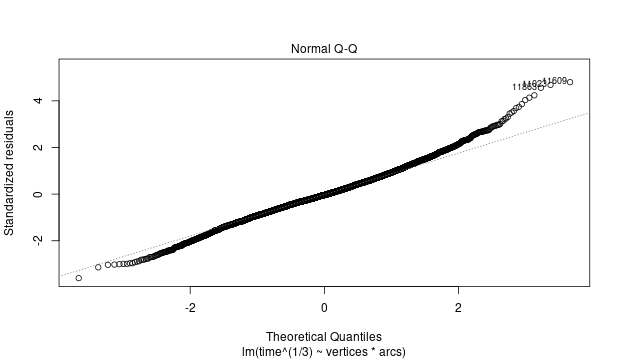 Normal Q-Q
11609
Standardized residuals
-2
0
2
4
-2
0
2
Theoretical Quantiles
lm(time^(1/3) ~ vertices * arcs)